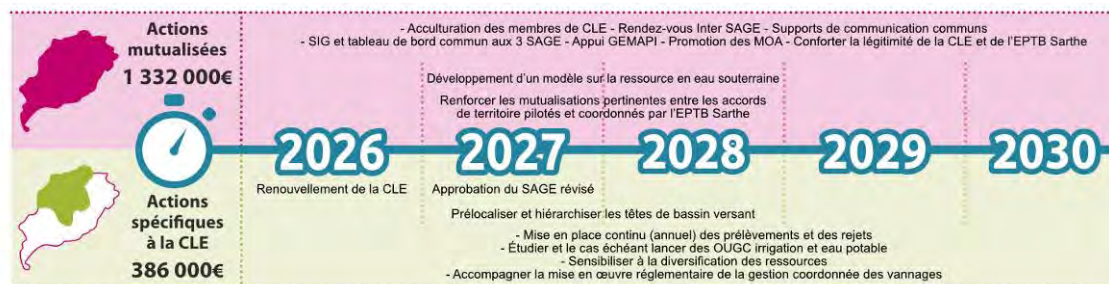 Actions
mutualisées
1 332 000€
- Acculturation des membres de CLE - Rendez-vous Inter SAGE - Supports de communication communs
- SIG et tableau de bord commun aux 3 SAGE - Appui GEMAPI - Promotion des MOA - Conforter la légitimité de la CLE et de l'EPTB Sarthe
Développement d'un modèle sur la ressource en eau souterraine
Renforcer les mutualisations pertinentes entre les accords
de territoire pilotés et coordonnés par l'EPTB Sarthe
2026 2027 2028 2029 2030
Renouvellement de la CLE
Approbation du SAGE révisé
Actions
spécifiques
à la CLE
386 000€
Prélocaliser et hiérarchiser les têtes de bassin versant
- Mise en place continu (annuel) des prélèvements et des rejets
- Étudier et le cas échéant lancer des OUGC irrigation et eau potable
- Sensibiliser à la diversification des ressources
- Accompagner la mise en œuvre réglementaire de la gestion coordonnée des vannages